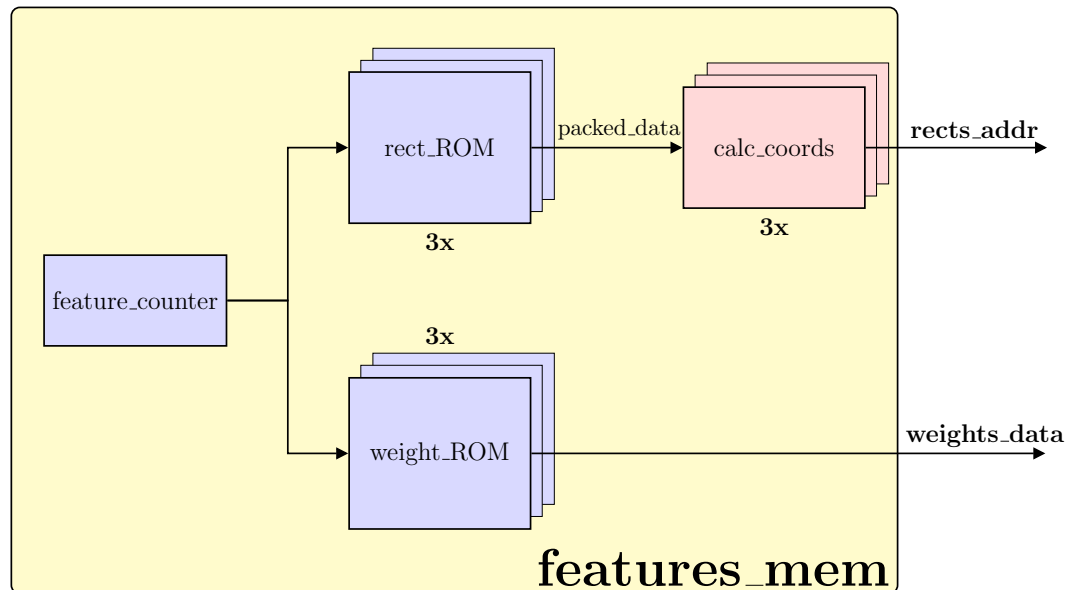 packed_data
rects_addr
rect_ROM
calc_coords
3x
3x
feature_counter
3x
weights_data
weight_ROM
features_mem